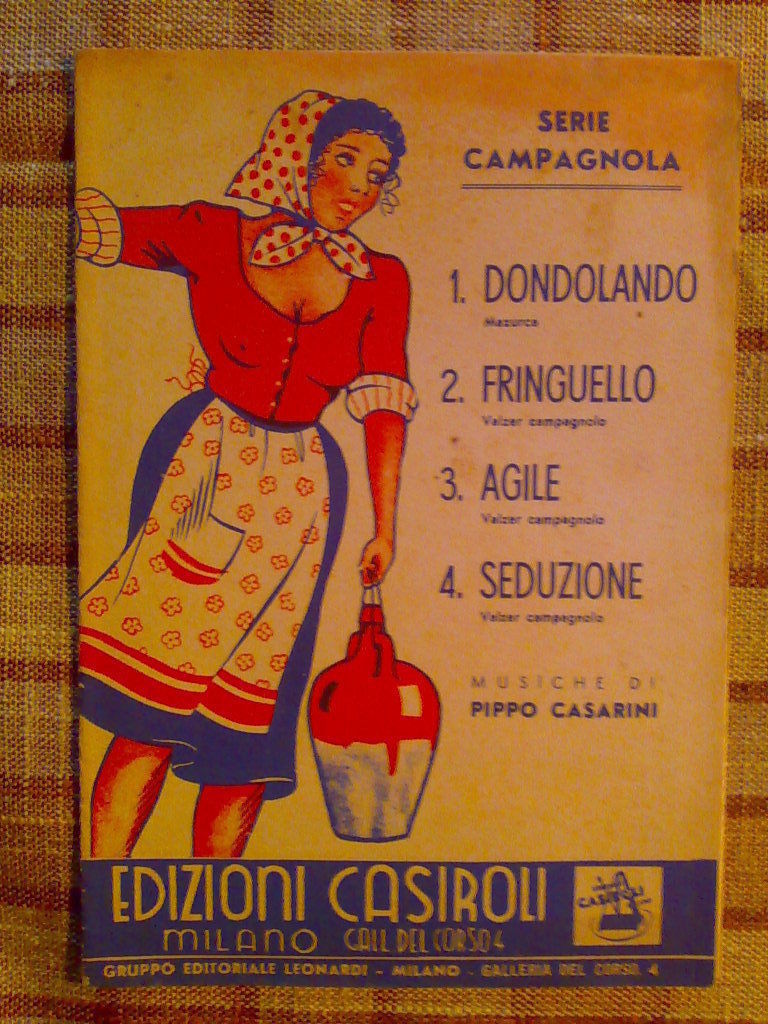 SERIE
CAMPAGNOLA
1. DONDOLANDO
Mazurca
2. FRINGUELLO
Valzer campagnolo
3. AGILE
Valzer campagnolo
4. SEDUZIONE
Valzer campagnolo
MUSICHE DI
PIPPO CASARINI
EDIZIONI CASIROLI
MILANO GALL DEL CORSO 4
CASIROLI
GRUPPO EDITORIALE LEONARDI - MILANO - GALLERIA DEL CORSO, 4